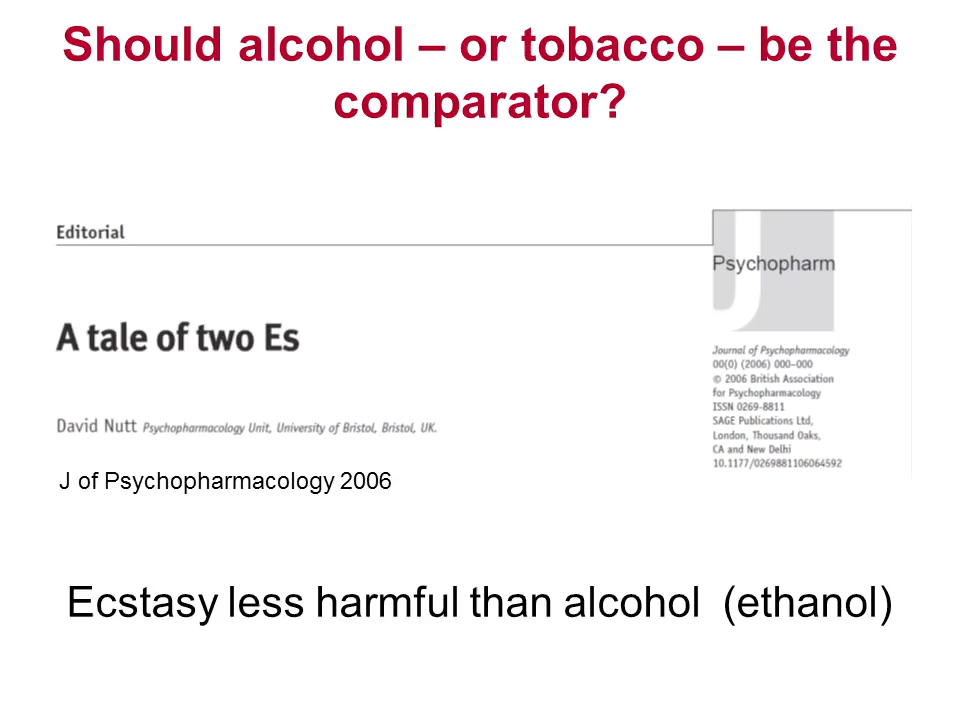 Should alcohol – or tobacco – be the
comparator?
Editorial
Psychopharm
A tale of two Es
Journal of Psychopharmacology
00(0) (2006) 000–000
© 2006 British Association
for Psychopharmacology
ISSN 0269-8811
SAGE Publications Ltd,
London, Thousand Oaks,
CA and New Delhi
10.1177/0269881106064592
David Nutt Psychopharmacology Unit, University of Bristol, Bristol, UK.
J of Psychopharmacology 2006
Ecstasy less harmful than alcohol (ethanol)